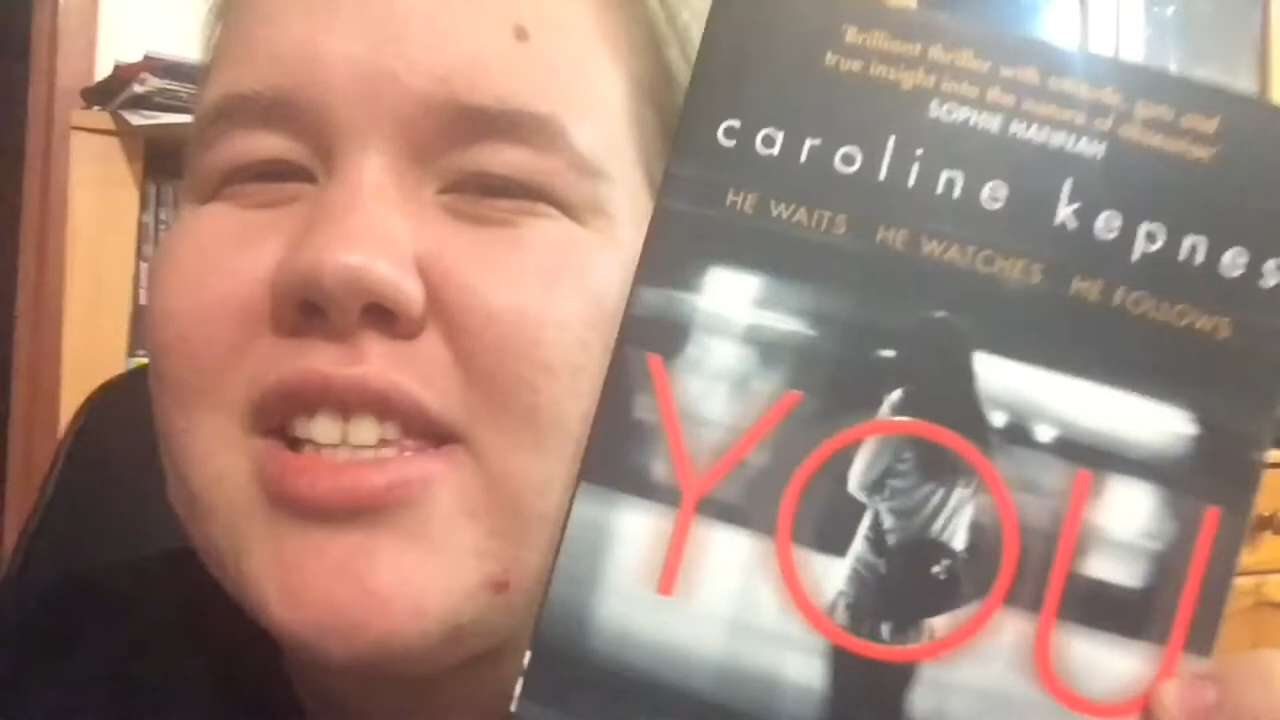 'Brilliant thriller with
and
true insight into the nature of obsession'
SOPHIE HANNAH
caroline kepnes
HE WAITS HE WATCHES HE FOLLOWS
YOU